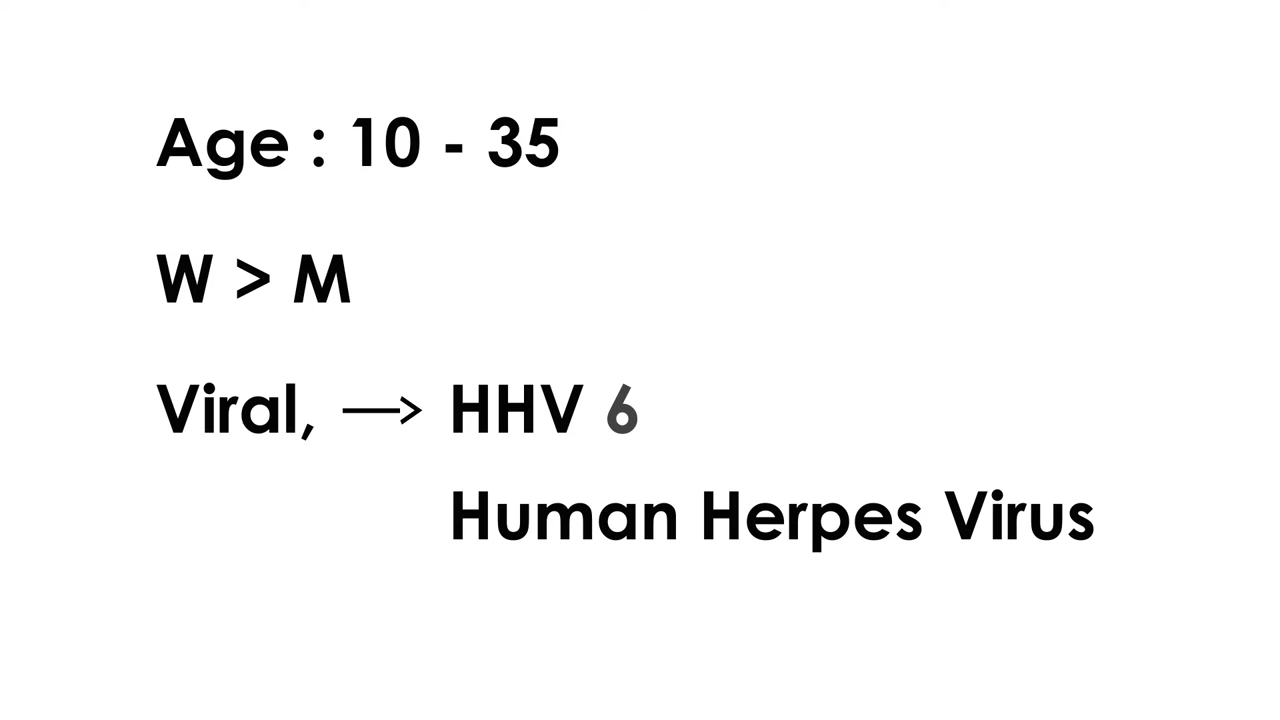 Age : 10 - 35
W > M
Viral, → HHV 6
Human Herpes Virus